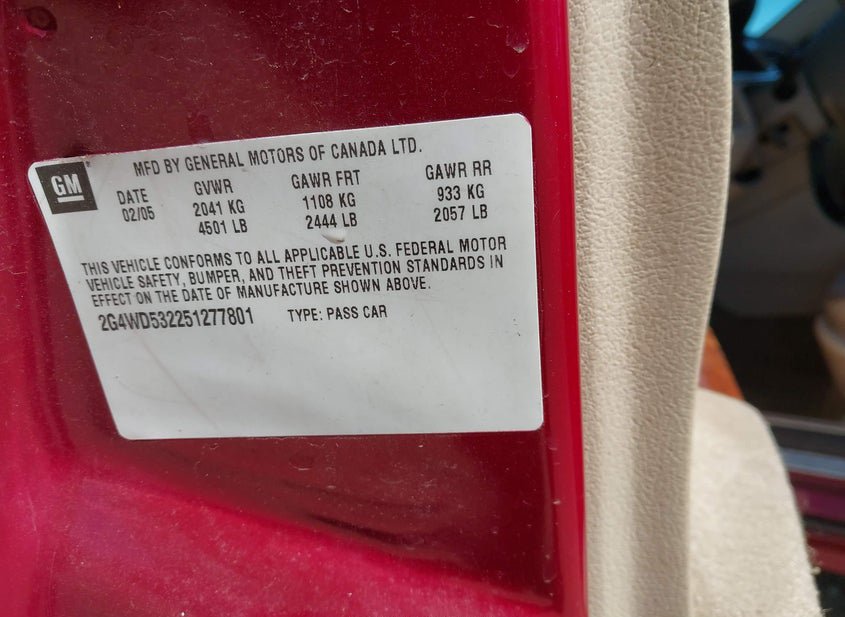 GM
MFD BY GENERAL MOTORS OF CANADA LTD.
DATE GVWR GAWR FRT GAWR RR
02/05 2041 KG 1108 KG 933 KG
4501 LB 2444 LB 2057 LB
THIS VEHICLE CONFORMS TO ALL APPLICABLE U.S. FEDERAL MOTOR
VEHICLE SAFETY, BUMPER, AND THEFT PREVENTION STANDARDS IN
EFFECT ON THE DATE OF MANUFACTURE SHOWN ABOVE.
2G4WD532251277801 TYPE: PASS CAR